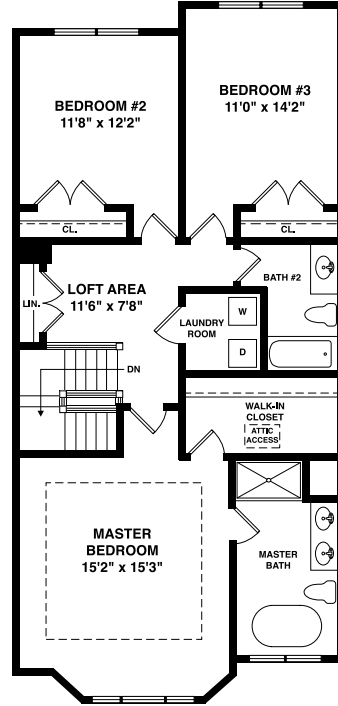 BEDROOM #2
11'8" x 12'2"
BEDROOM #3
11'0" x 14'2"
CL.
CL.
LOFT AREA
11'6" x 7'8"
LIN.
BATH #2
LAUNDRY
ROOM
W
D
DN
WALK-IN
CLOSET
ATTIC
ACCESS
MASTER
BEDROOM
15'2" x 15'3"
MASTER
BATH